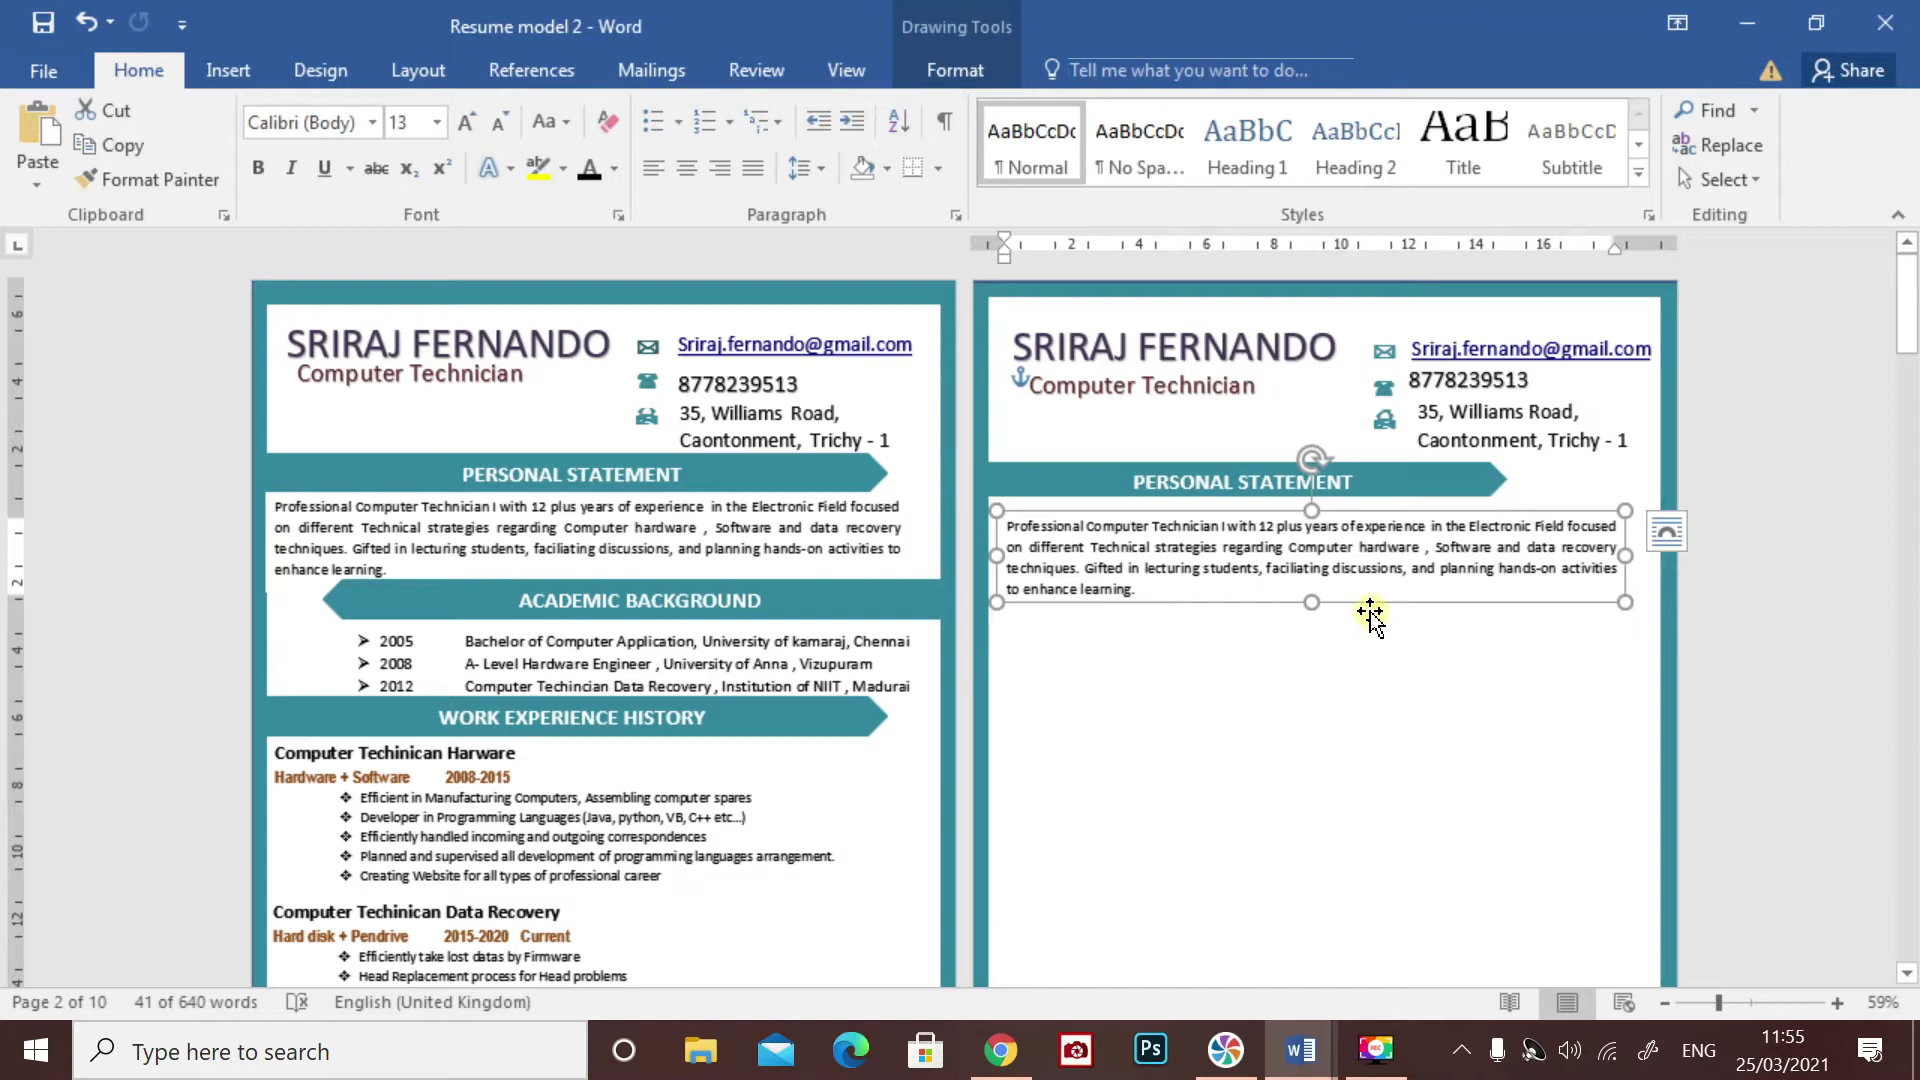 Resume model 2 - Word
Drawing Tools
File
Home
Insert
Design
Layout
References
Mailings
Review
View
Format
Tell me what you want to do...
Share
Paste
Cut
Copy
Format Painter
Clipboard
Calibri (Body)
13
Font
Paragraph
AaBbCcDc
¶ Normal
AaBbCcDc
¶ No Spa...
AaBbC
Heading 1
AaBbCcl
Heading 2
AaB
Title
AaBbCcD
Subtitle
Styles
Find
Replace
Select
Editing
2 4 6 8 10 12 14 16
SRIRAJ FERNANDO
Computer Technician
Sriraj.fernando@gmail.com
8778239513
35, Williams Road,
Caontonment, Trichy - 1
PERSONAL STATEMENT
Professional Computer Technician I with 12 plus years of experience in the Electronic Field focused
on different Technical strategies regarding Computer hardware , Software and data recovery
techniques. Gifted in lecturing students, faciliating discussions, and planning hands-on activities to
enhance learning.
ACADEMIC BACKGROUND
➢ 2005 Bachelor of Computer Application, University of kamaraj, Chennai
➢ 2008 A- Level Hardware Engineer , University of Anna , Vizupuram
➢ 2012 Computer Techincian Data Recovery , Institution of NIIT , Madurai
WORK EXPERIENCE HISTORY
Computer Techinican Harware
Hardware + Software 2008-2015
❖ Efficient in Manufacturing Computers, Assembling computer spares
❖ Developer in Programming Languages (Java, python, VB, C++ etc...)
❖ Efficiently handled incoming and outgoing correspondences
❖ Planned and supervised all development of programming languages arrangement.
❖ Creating Website for all types of professional career
Computer Techinican Data Recovery
Hard disk + Pendrive 2015-2020 Current
❖ Efficiently take lost datas by Firmware
❖ Head Replacement process for Head problems
SRIRAJ FERNANDO
Computer Technician
Sriraj.fernando@gmail.com
8778239513
35, Williams Road,
Caontonment, Trichy - 1
PERSONAL STATEMENT
Professional Computer Technician I with 12 plus years of experience in the Electronic Field focused
on different Technical strategies regarding Computer hardware , Software and data recovery
techniques. Gifted in lecturing students, faciliating discussions, and planning hands-on activities
to enhance learning.
Page 2 of 10
41 of 640 words
English (United Kingdom)
59%
Type here to search
Ps
ENG
11:55
25/03/2021